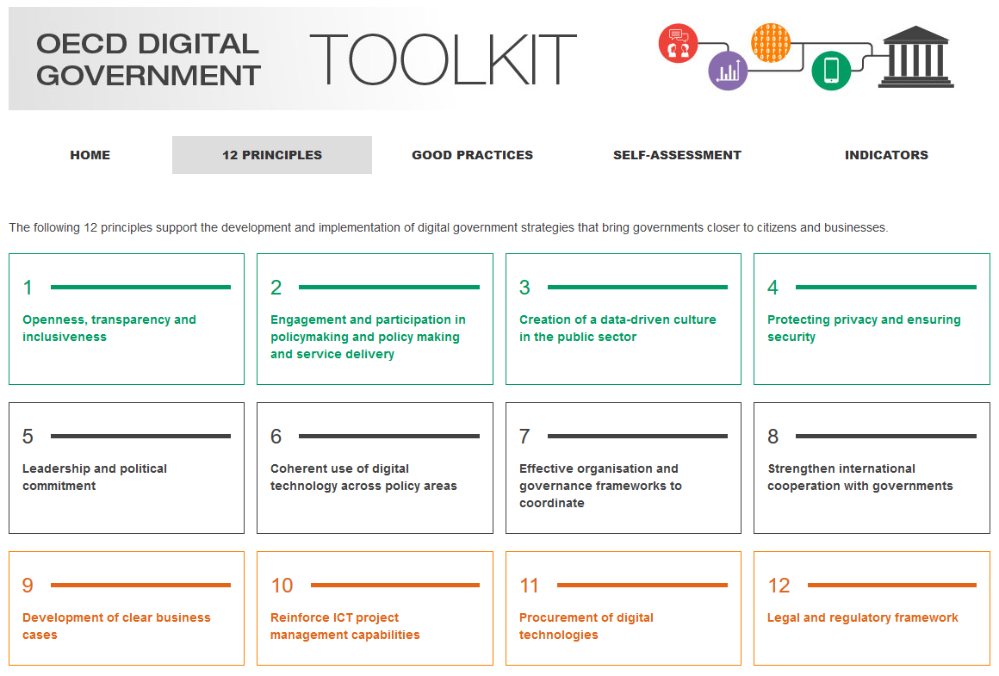 OECD DIGITAL
GOVERNMENT
TOOLKIT
HOME
12 PRINCIPLES
GOOD PRACTICES
SELF-ASSESSMENT
INDICATORS
The following 12 principles support the development and implementation of digital government strategies that bring governments closer to citizens and businesses.
1
Openness, transparency and
inclusiveness
2
Engagement and participation in
policymaking and policy making
and service delivery
3
Creation of a data-driven culture
in the public sector
4
Protecting privacy and ensuring
security
5
Leadership and political
commitment
6
Coherent use of digital
technology across policy areas
7
Effective organisation and
governance frameworks to
coordinate
8
Strengthen international
cooperation with governments
9
Development of clear business
cases
10
Reinforce ICT project
management capabilities
11
Procurement of digital
technologies
12
Legal and regulatory framework